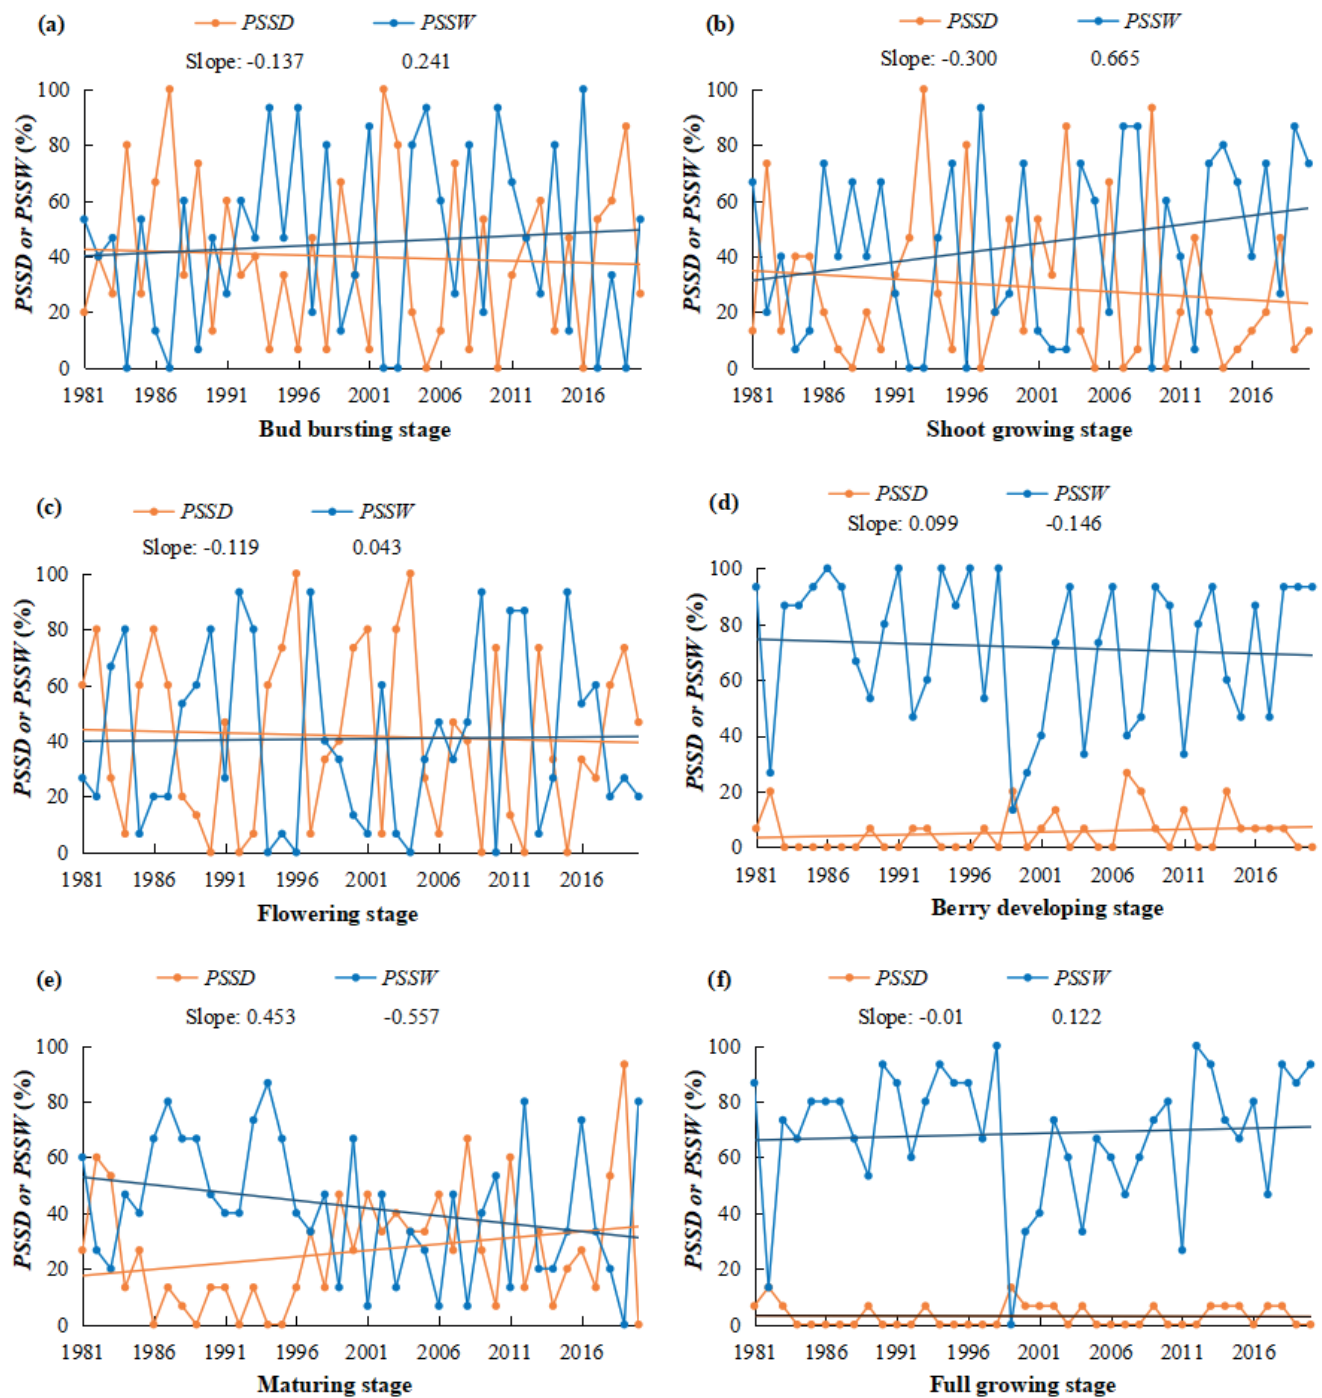 (a) PSSD PSSW
Slope: -0.137 0.241
PSSD or PSSW (%)
100
80
60
40
20
0
1981 1986 1991 1996 2001 2006 2011 2016
Bud bursting stage
(b) PSSD PSSW
Slope: -0.300 0.665
PSSD or PSSW (%)
100
80
60
40
20
0
1981 1986 1991 1996 2001 2006 2011 2016
Shoot growing stage
(c) PSSD PSSW
Slope: -0.119 0.043
PSSD or PSSW (%)
100
80
60
40
20
0
1981 1986 1991 1996 2001 2006 2011 2016
Flowering stage
(d) PSSD PSSW
Slope: 0.099 -0.146
PSSD or PSSW (%)
100
80
60
40
20
0
1981 1986 1991 1996 2001 2006 2011 2016
Berry developing stage
(e) PSSD PSSW
Slope: 0.453 -0.557
PSSD or PSSW (%)
100
80
60
40
20
0
1981 1986 1991 1996 2001 2006 2011 2016
Maturing stage
(f) PSSD PSSW
Slope: -0.01 0.122
PSSD or PSSW (%)
100
80
60
40
20
0
1981 1986 1991 1996 2001 2006 2011 2016
Full growing stage